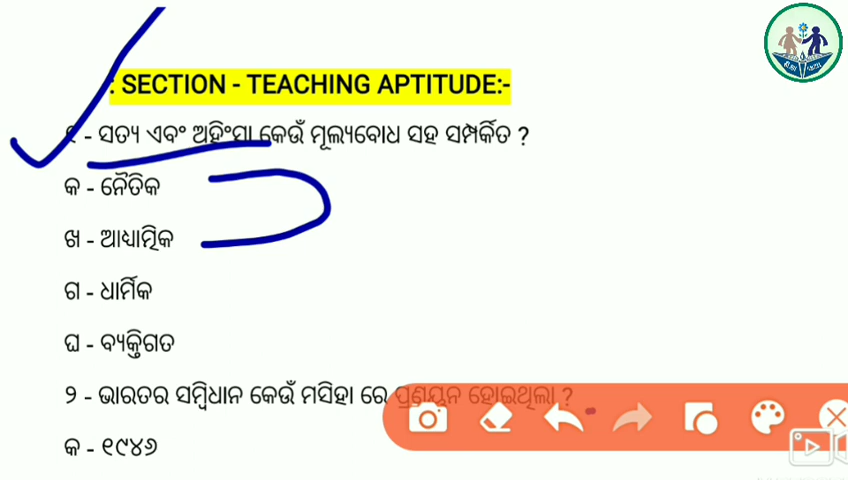 : SECTION - TEACHING APTITUDE:-
୧ - ସତ୍ୟ ଏବଂ ଅହିଂସା କେଉଁ ମୂଲ୍ୟବୋଧ ସହ ସମ୍ପର୍କିତ ?
କ - ନୈତିକ
ଖ - ଆଧ୍ୟାତ୍ମିକ
ଗ - ଧାର୍ମିକ
ଘ - ବ୍ୟକ୍ତିଗତ
୨ - ଭାରତର ସମ୍ବିଧାନ କେଉଁ ମସିହା ରେ ପ୍ରଣୟନ ହୋଇଥିଲା ?
କ - ୧୯୪୬